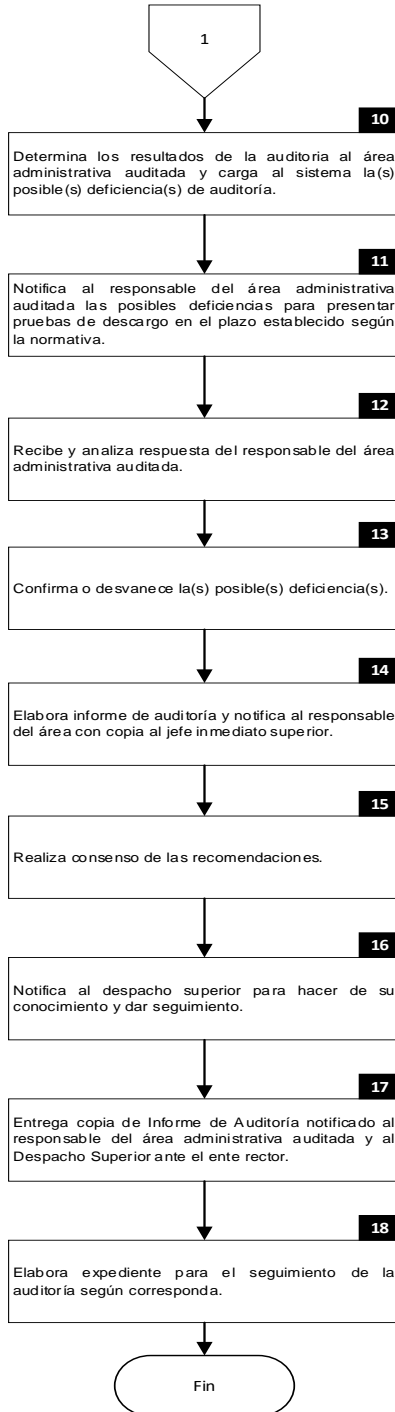 1
10
Determina los resultados de la auditoria al área
administrativa auditada y carga al sistema la(s)
posible(s) deficiencia(s) de auditoría.
11
Notifica al responsable del área administrativa
auditada las posibles deficiencias para presentar
pruebas de descargo en el plazo establecido según
la normativa.
12
Recibe y analiza respuesta del responsable del área
administrativa auditada.
13
Confirma o desvanece la(s) posible(s) deficiencia(s).
14
Elabora informe de auditoría y notifica al responsable
del área con copia al jefe inmediato superior.
15
Realiza consenso de las recomendaciones.
16
Notifica al despacho superior para hacer de su
conocimiento y dar seguimiento.
17
Entrega copia de Informe de Auditoría notificado al
responsable del área administrativa auditada y al
Despacho Superior ante el ente rector.
18
Elabora expediente para el seguimiento de la
auditoría según corresponda.
Fin